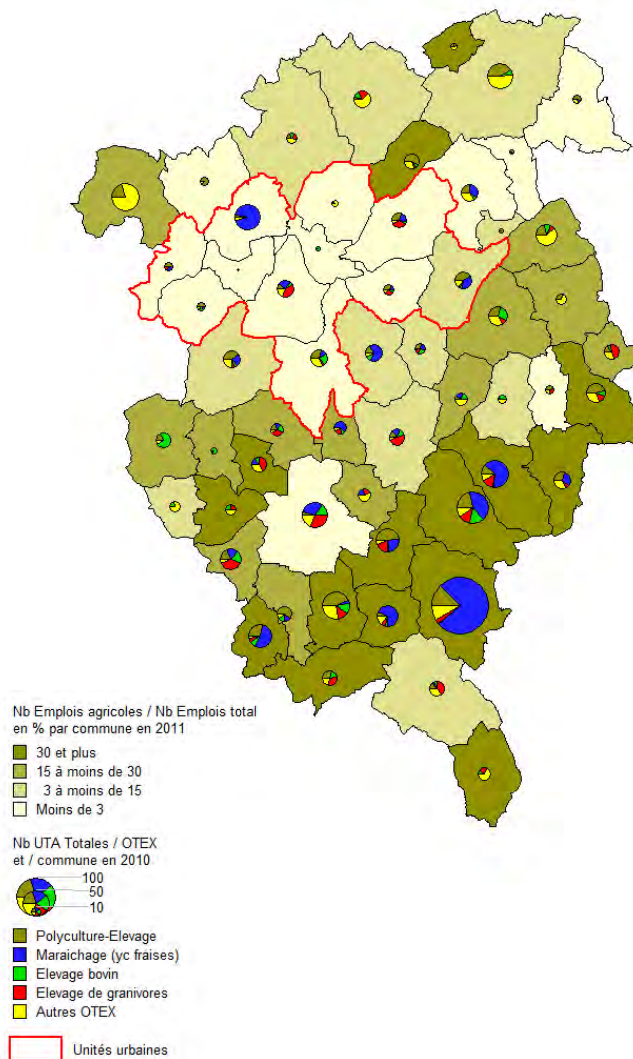 Nb Emplois agricoles / Nb Emplois total
en % par commune en 2011
30 et plus
15 à moins de 30
3 à moins de 15
Moins de 3
Nb UTA Totales / OTEX
et / commune en 2010
100
50
10
Polyculture-Elevage
Maraichage (yc fraises)
Elevage bovin
Elevage de granivores
Autres OTEX
Unités urbaines